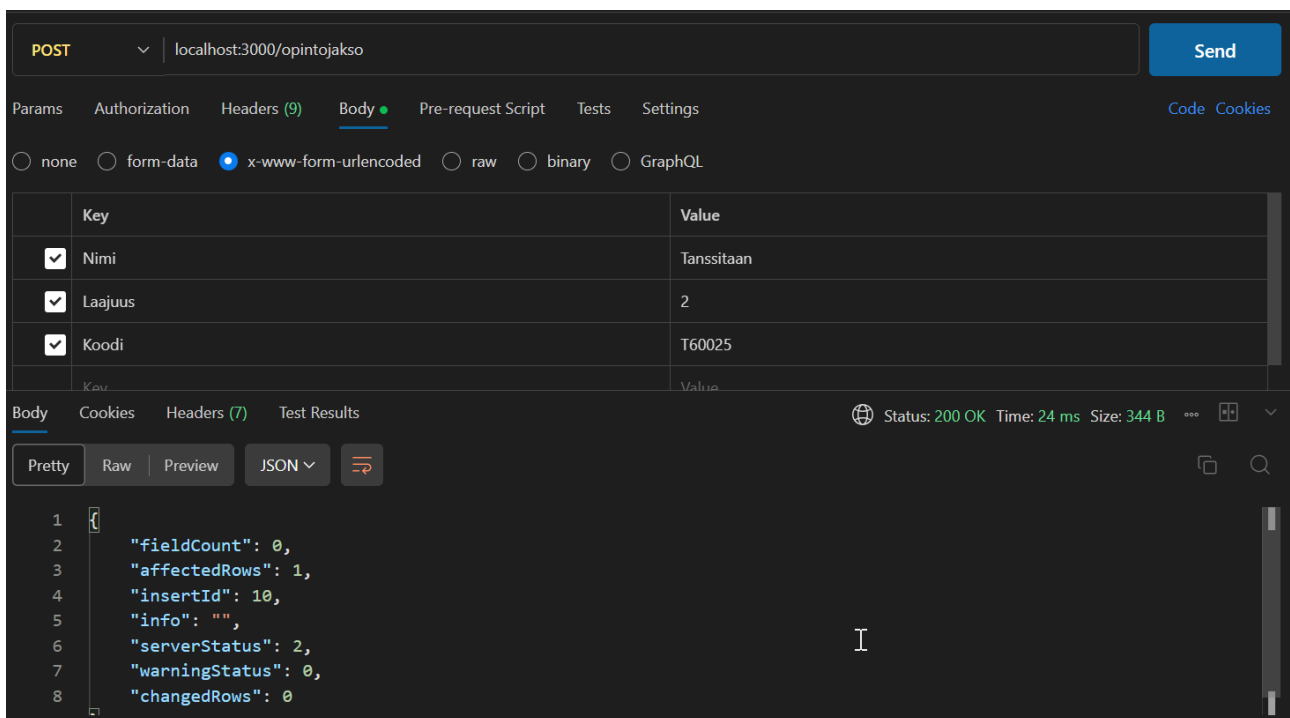 POST localhost:3000/opintojakso Send
Params Authorization Headers (9) Body Pre-request Script Tests Settings Code Cookies
none form-data x-www-form-urlencoded raw binary GraphQL
Key Value
Nimi Tanssitaan
Laajuus 2
Koodi T60025
Key Value
Body Cookies Headers (7) Test Results Status: 200 OK Time: 24 ms Size: 344 B
Pretty Raw Preview JSON
1 {
2 "fieldCount": 0,
3 "affectedRows": 1,
4 "insertId": 10,
5 "info": "",
6 "serverStatus": 2,
7 "warningStatus": 0,
8 "changedRows": 0